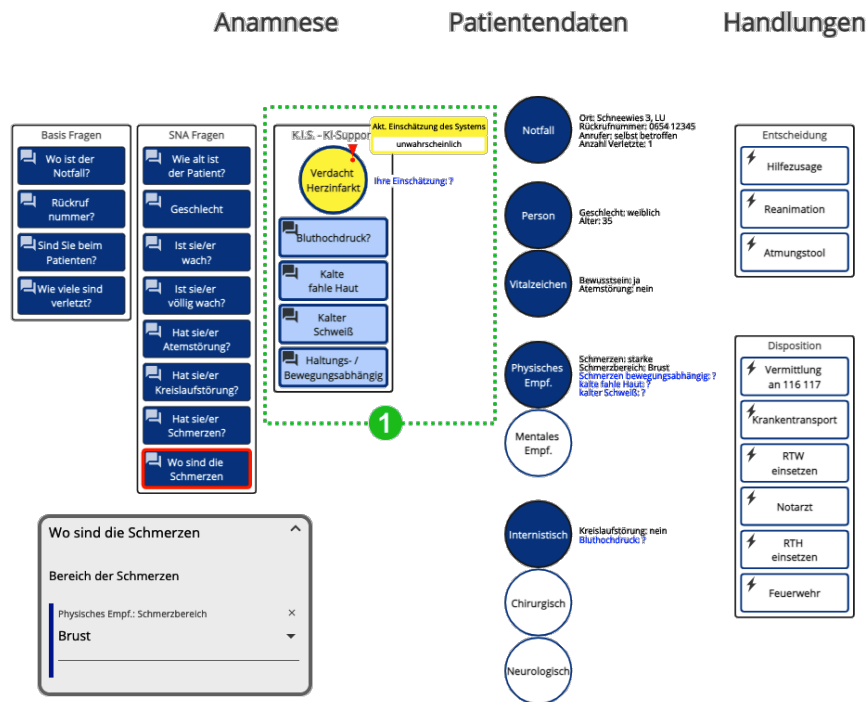 Anamnese
Patientendaten
Handlungen
Basis Fragen
Wo ist der
Notfall?
Rückruf
nummer?
Sind Sie beim
Patienten?
Wie viele sind
verletzt?
SNA Fragen
Wie alt ist
der Patient?
Geschlecht
Ist sie/er
wach?
Ist sie/er
völlig wach?
Hat sie/er
Atemstörung?
Hat sie/er
Kreislaufstörung?
Hat sie/er
Schmerzen?
Wo sind die
Schmerzen
K.I.S. - KI-Suppor
Akt. Einschätzung des Systems
unwahrscheinlich
Verdacht
Herzinfarkt
Ihre Einschätzung: ?
Bluthochdruck?
Kalte
fahle Haut
Kalter
Schweiß
Haltungs- /
Bewegungsabhängig
1
Notfall
Ort: Schneewies 3, LU
Rückrufnummer: 0654 12345
Anrufer: selbst betroffen
Anzahl Verletzte: 1
Person
Geschlecht: weiblich
Alter: 35
Vitalzeichen
Bewusstsein: ja
Atemstörung: nein
Physisches
Empf.
Schmerzen: starke
Schmerzbereich: Brust
Schmerzen bewegungsabhängig: ?
kalte fahle Haut: ?
kalter Schweiß: ?
Mentales
Empf.
Internistisch
Kreislaufstörung: nein
Bluthochdruck: ?
Chirurgisch
Neurologisch
Entscheidung
Hilfezusage
Reanimation
Atmungstool
Disposition
Vermittlung
an 116 117
Krankentransport
RTW
einsetzen
Notarzt
RTH
einsetzen
Feuerwehr
Wo sind die Schmerzen
Bereich der Schmerzen
Physisches Empf.: Schmerzbereich
Brust